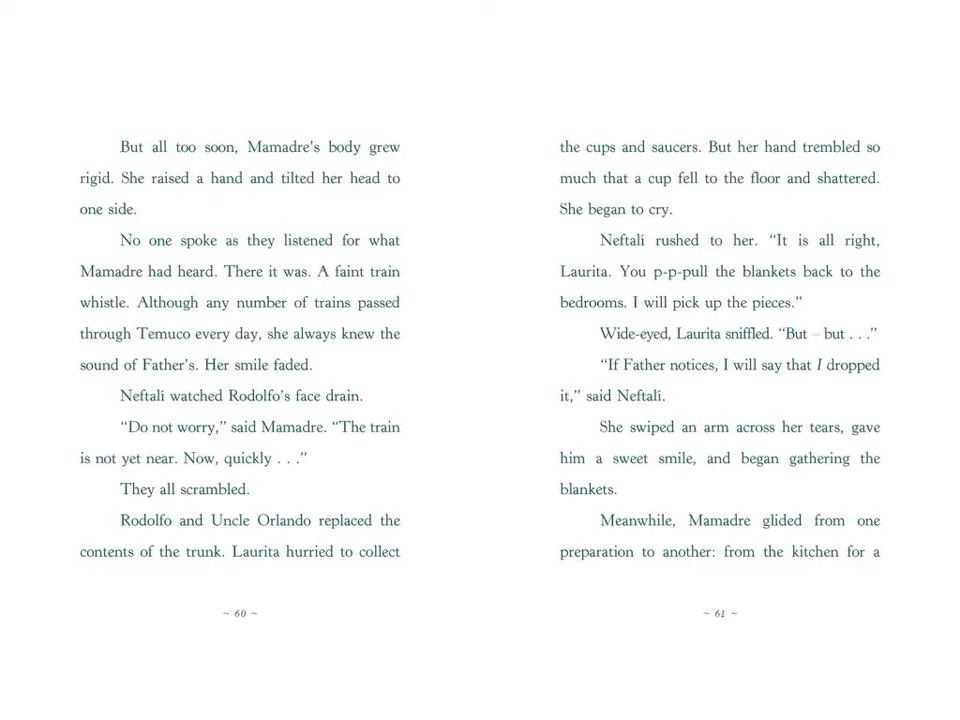 But all too soon, Mamadre's body grew
rigid. She raised a hand and tilted her head to
one side.
No one spoke as they listened for what
Mamadre had heard. There it was. A faint train
whistle. Although any number of trains passed
through Temuco every day, she always knew the
sound of Father's. Her smile faded.
Neftalí watched Rodolfo's face drain.
“Do not worry,” said Mamadre. “The train
is not yet near. Now, quickly . . .”
They all scrambled.
Rodolfo and Uncle Orlando replaced the
contents of the trunk. Laurita hurried to collect
~ 60 ~
the cups and saucers. But her hand trembled so
much that a cup fell to the floor and shattered.
She began to cry.
Neftalí rushed to her. “It is all right,
Laurita. You p-p-pull the blankets back to the
bedrooms. I will pick up the pieces.”
Wide-eyed, Laurita sniffled. “But – but . . .”
“If Father notices, I will say that I dropped
it,” said Neftalí.
She swiped an arm across her tears, gave
him a sweet smile, and began gathering the
blankets.
Meanwhile, Mamadre glided from one
preparation to another: from the kitchen for a
~ 61 ~